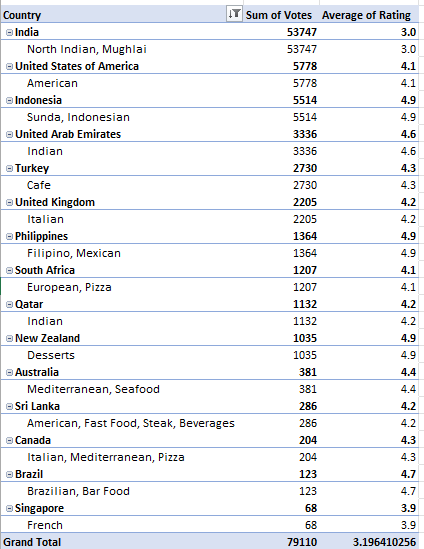 Country Sum of Votes Average of Rating
India 53747 3.0
North Indian, Mughlai 53747 3.0
United States of America 5778 4.1
American 5778 4.1
Indonesia 5514 4.9
Sunda, Indonesian 5514 4.9
United Arab Emirates 3336 4.6
Indian 3336 4.6
Turkey 2730 4.3
Cafe 2730 4.3
United Kingdom 2205 4.2
Italian 2205 4.2
Philippines 1364 4.9
Filipino, Mexican 1364 4.9
South Africa 1207 4.1
European, Pizza 1207 4.1
Qatar 1132 4.2
Indian 1132 4.2
New Zealand 1035 4.9
Desserts 1035 4.9
Australia 381 4.4
Mediterranean, Seafood 381 4.4
Sri Lanka 286 4.2
American, Fast Food, Steak, Beverages 286 4.2
Canada 204 4.3
Italian, Mediterranean, Pizza 204 4.3
Brazil 123 4.7
Brazilian, Bar Food 123 4.7
Singapore 68 3.9
French 68 3.9
Grand Total 79110 3.196410256